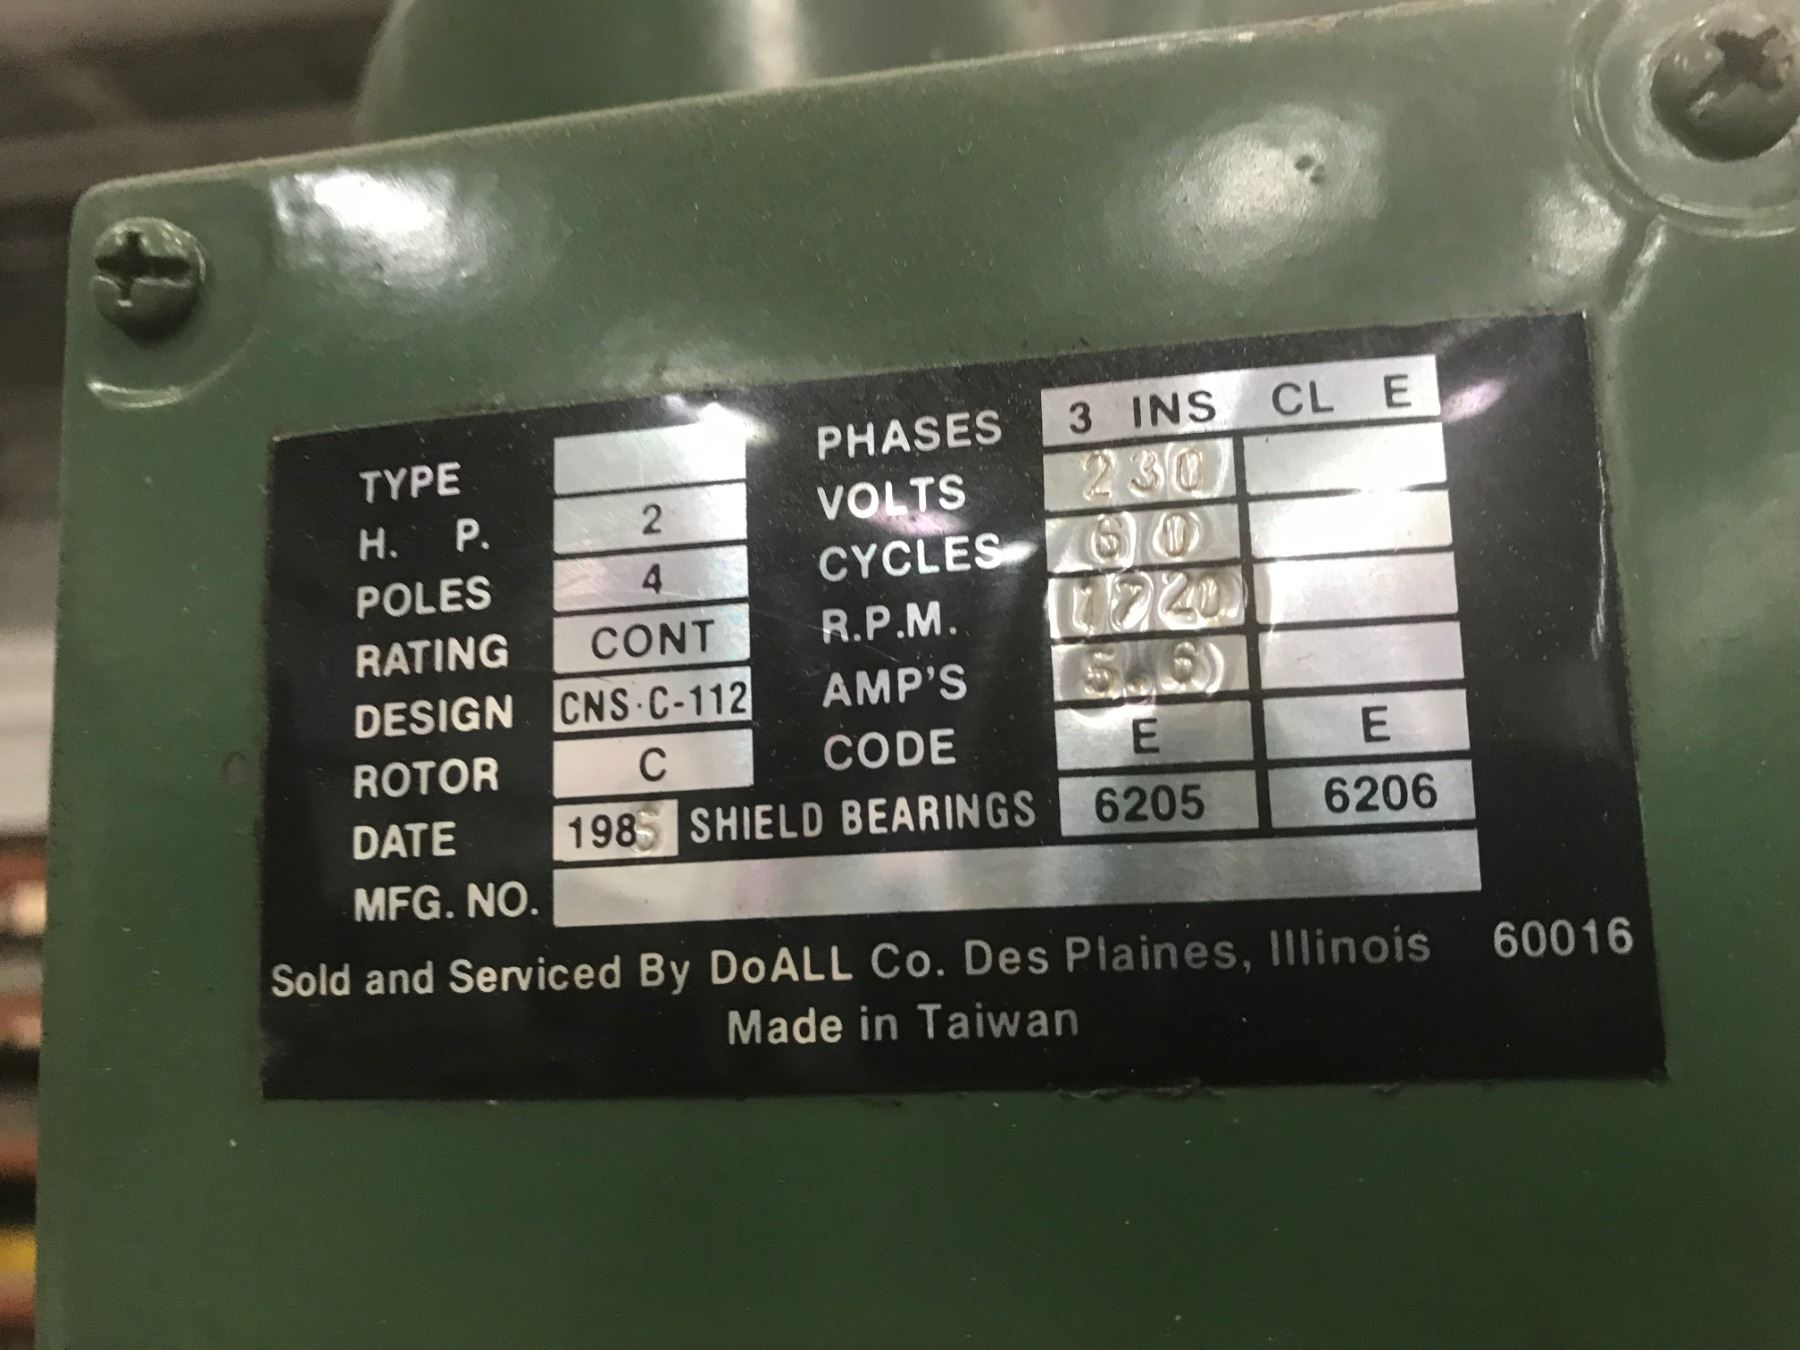 TYPE
H. P. 2
POLES 4
RATING CONT
DESIGN CNS·C-112
ROTOR C
PHASES 3 INS CL E
VOLTS 230
CYCLES 60
R.P.M. 1720
AMP'S 5.6
CODE E E
DATE 1985 SHIELD BEARINGS 6205 6206
MFG. NO.
Sold and Serviced By DoALL Co. Des Plaines, Illinois 60016
Made in Taiwan